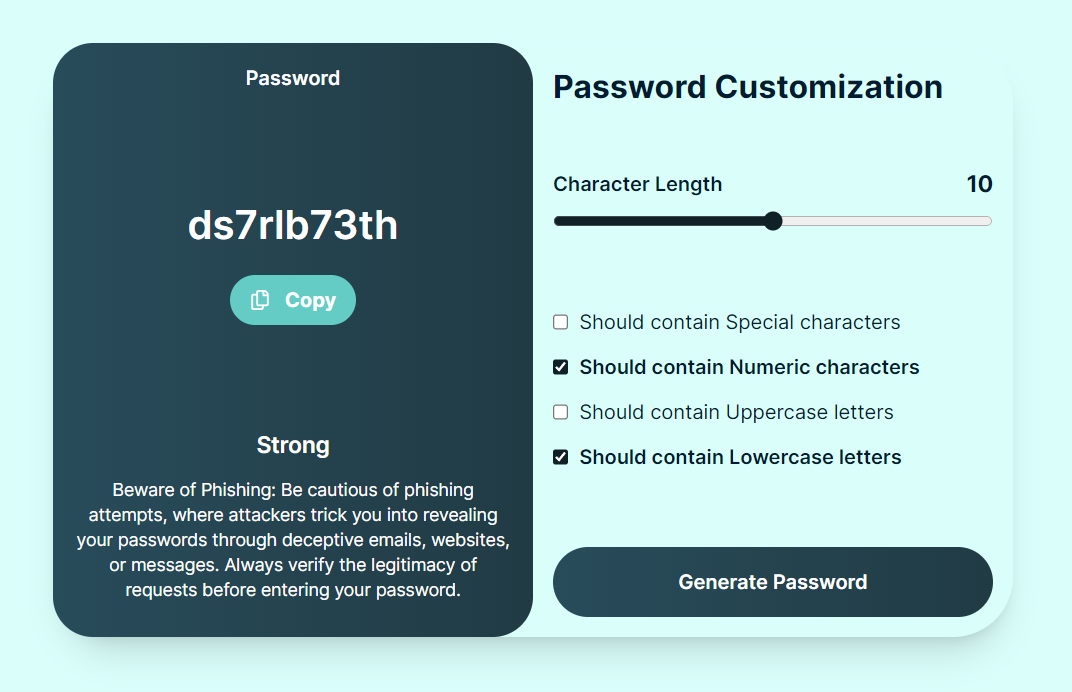 Password
ds7rlb73th
Copy
Strong
Beware of Phishing: Be cautious of phishing
attempts, where attackers trick you into revealing
your passwords through deceptive emails, websites,
or messages. Always verify the legitimacy of
requests before entering your password.
Password Customization
Character Length 10
Should contain Special characters
Should contain Numeric characters
Should contain Uppercase letters
Should contain Lowercase letters
Generate Password